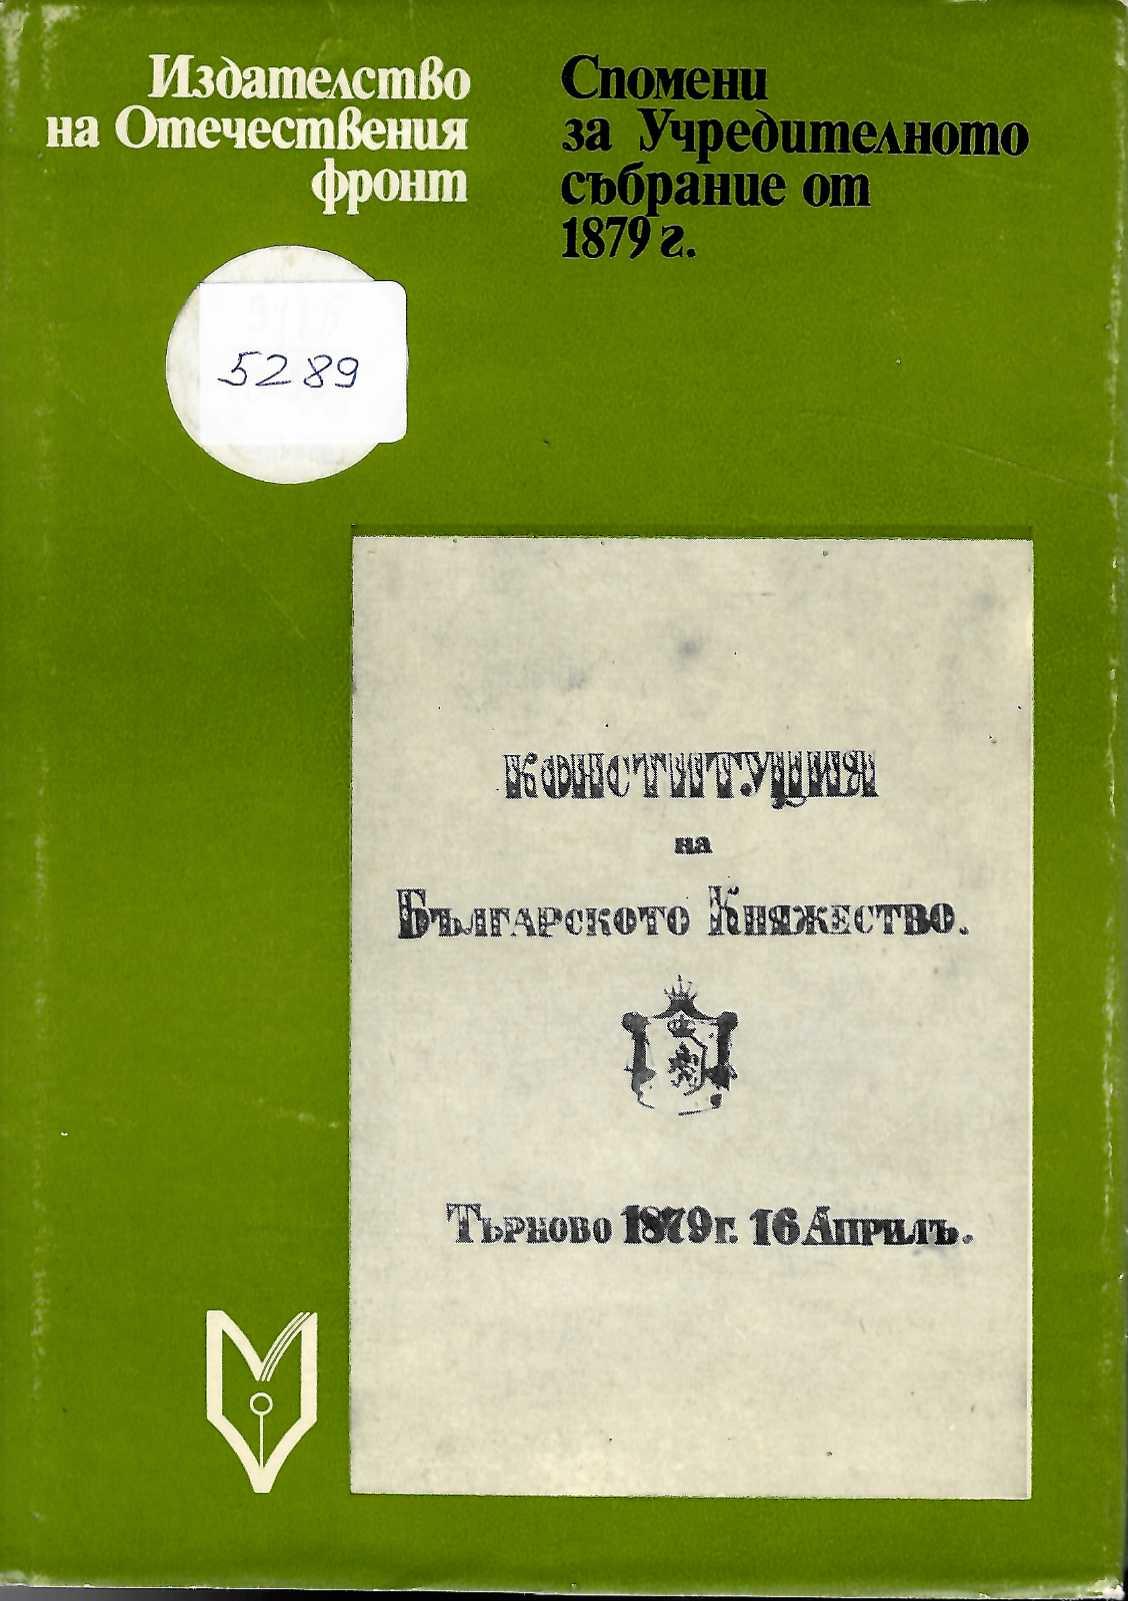 Издателство
на Отечествения
фронт
Спомени
за Учредителното
събрание от
1879 г.
5289
КОНСТИТУЦИЯ
на
БЪЛГАРСКОТО КНЯЖЕСТВО.
ТЪРНОВО 1879 г. 16 АПРИЛЪ.